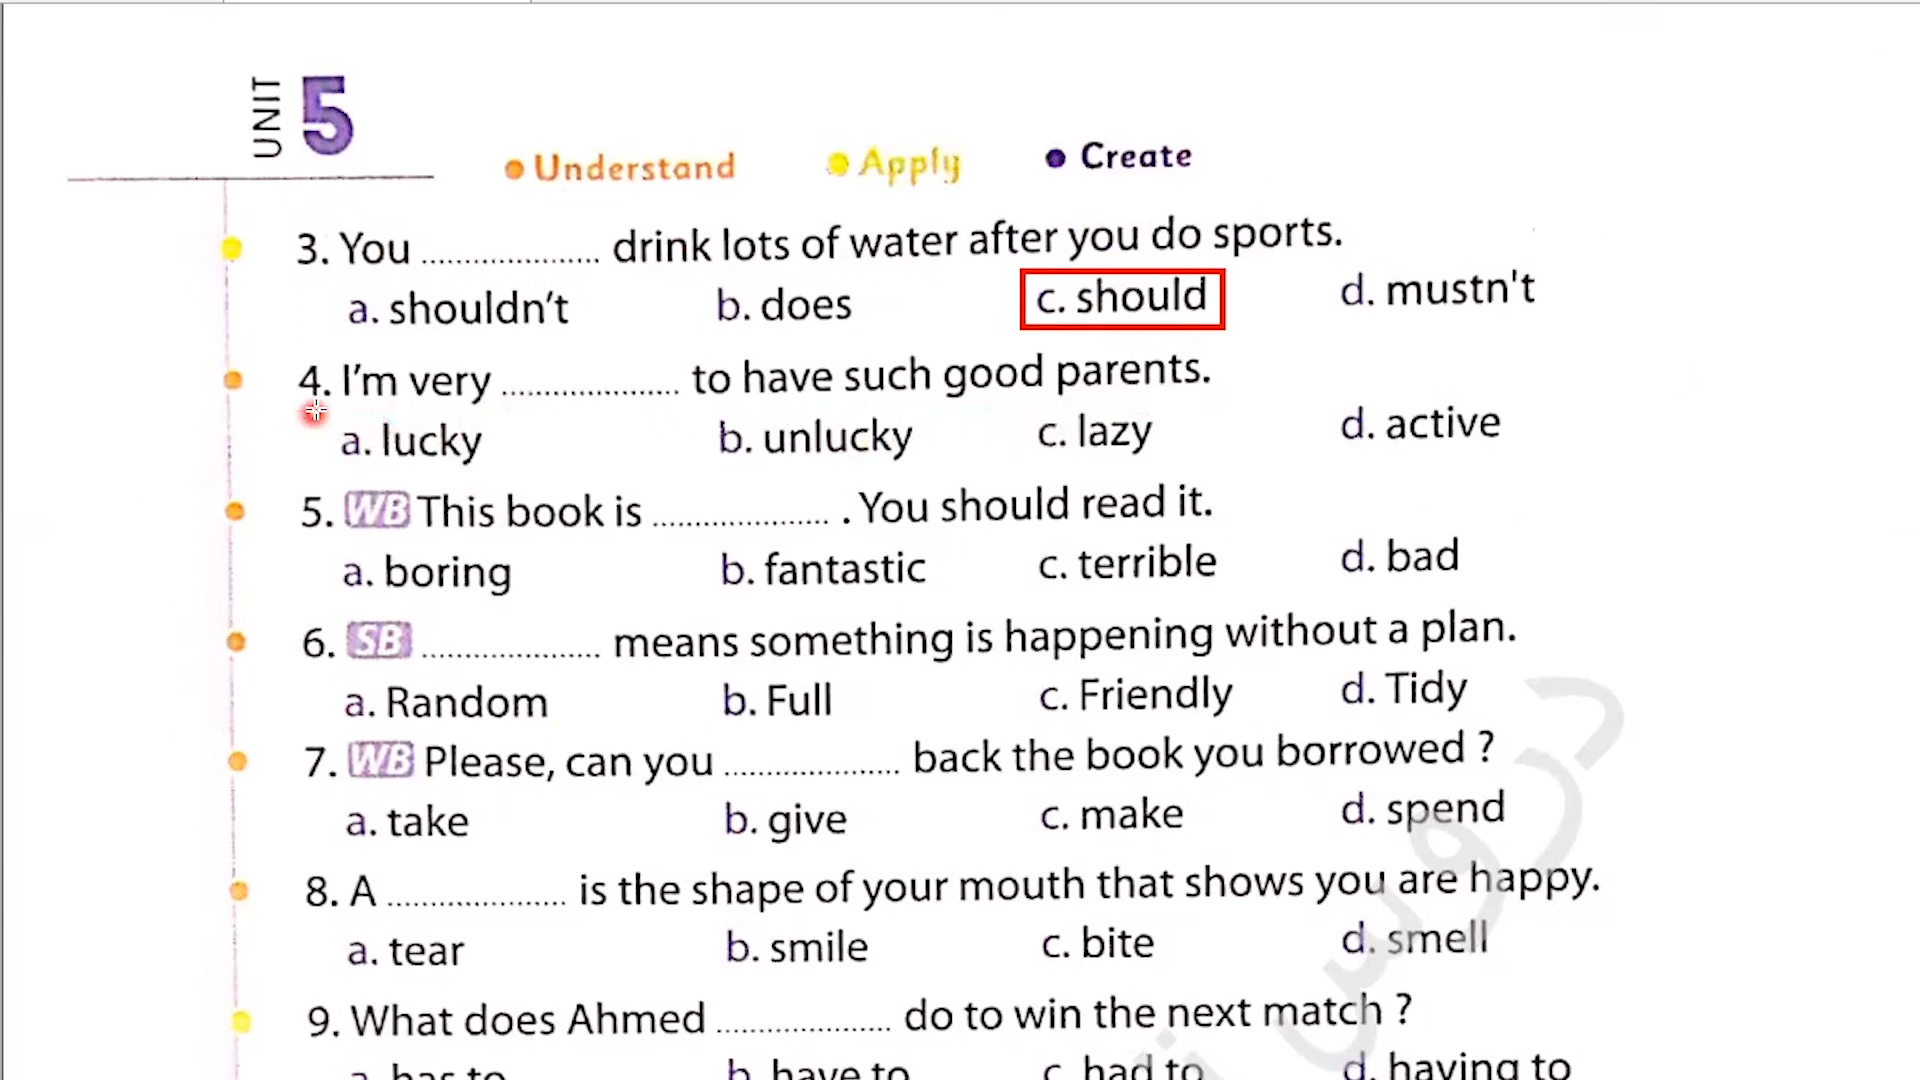 UNIT 5
Understand Apply Create
3. You .................... drink lots of water after you do sports.
a. shouldn't b. does c. should d. mustn't
4. I'm very .................... to have such good parents.
a. lucky b. unlucky c. lazy d. active
5. WB This book is .................... . You should read it.
a. boring b. fantastic c. terrible d. bad
6. SB .................... means something is happening without a plan.
a. Random b. Full c. Friendly d. Tidy
7. WB Please, can you .................... back the book you borrowed ?
a. take b. give c. make d. spend
8. A .................... is the shape of your mouth that shows you are happy.
a. tear b. smile c. bite d. smell
9. What does Ahmed .................... do to win the next match ?
a. has to b. have to c. had to d. having to
دروس